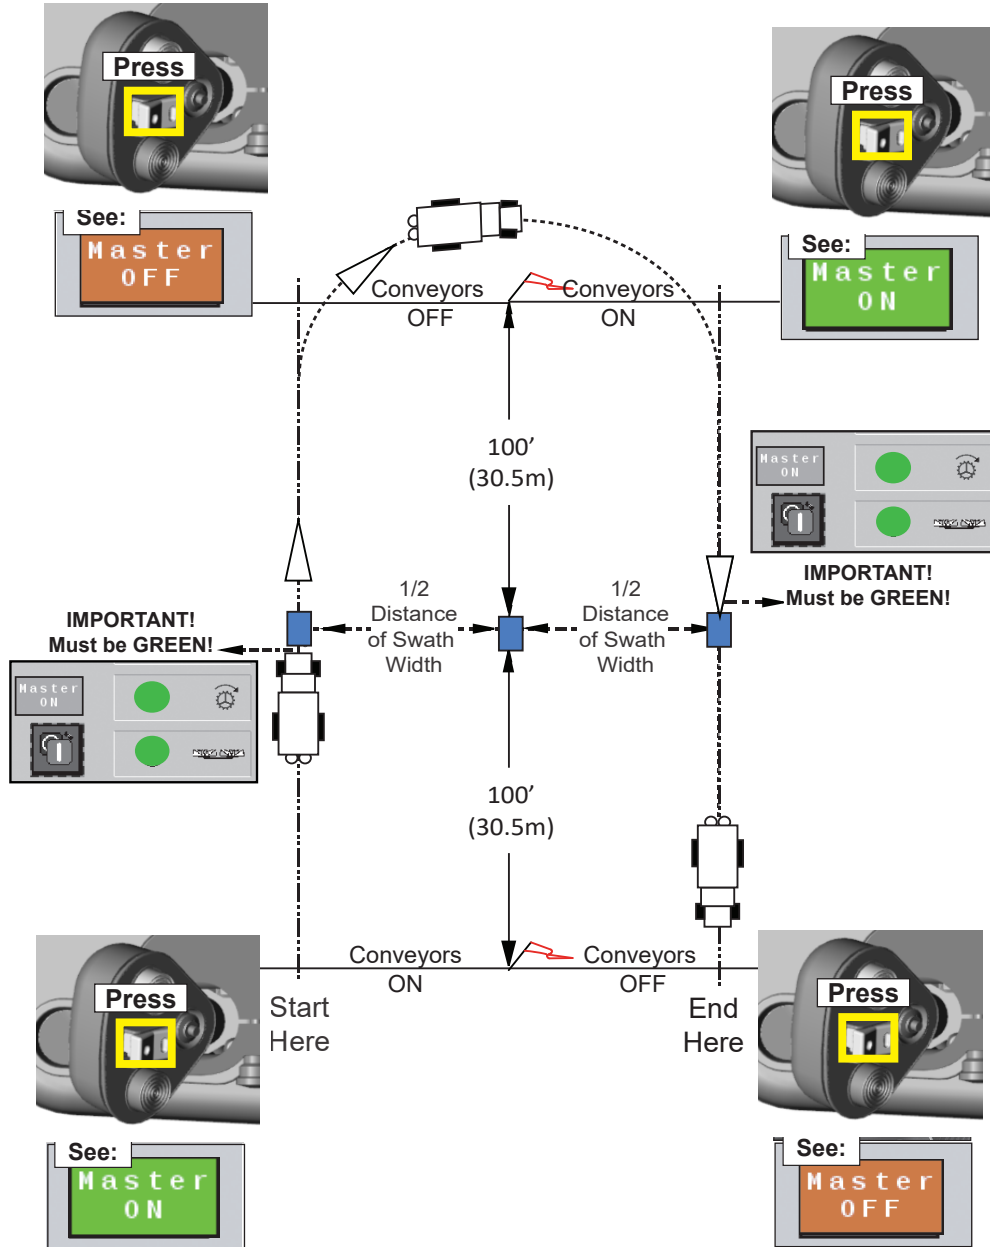 Press
See:
Master
OFF
Press
See:
Master
ON
Conveyors
OFF
Conveyors
ON
100’
(30.5m)
Master
ON
IMPORTANT!
Must be GREEN!
1/2
Distance
of Swath
Width
1/2
Distance
of Swath
Width
IMPORTANT!
Must be GREEN!
Master
ON
100’
(30.5m)
Conveyors
ON
Conveyors
OFF
Press
Start
Here
End
Here
Press
See:
Master
ON
See:
Master
OFF